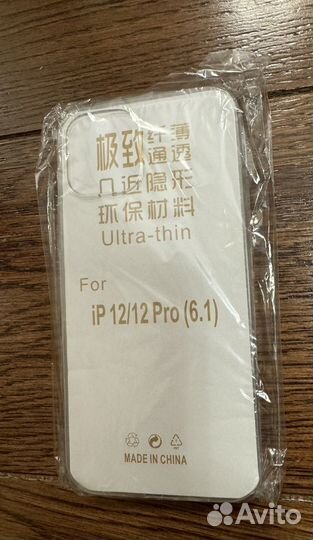 极致纤薄
通透
几近隐形
环保材料
Ultra-thin
For
iP 12/12 Pro (6.1)
MADE IN CHINA
Avito